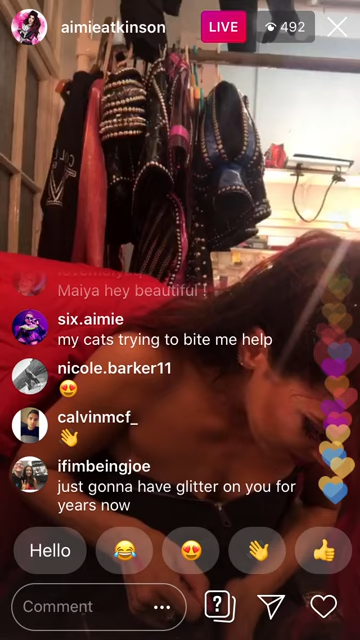 aimieatkinson
LIVE
492
Maiya hey beautiful !
six.aimie
my cats trying to bite me help
nicole.barker11
😍
calvinmcf_
👋
ifimbeingjoe
just gonna have glitter on you for
years now
Hello 😂 😍 👋 👍
Comment